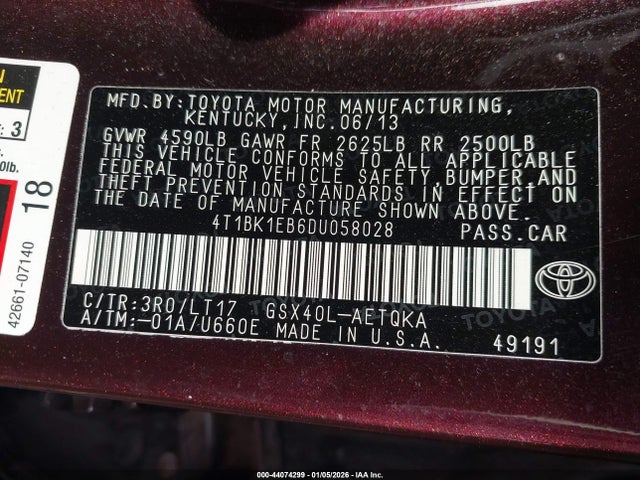 MFD.BY:TOYOTA MOTOR MANUFACTURING,
KENTUCKY,INC.06/13
GVWR 4590LB GAWR FR 2625LB RR 2500LB
THIS VEHICLE CONFORMS TO ALL APPLICABLE
FEDERAL MOTOR VEHICLE SAFETY, BUMPER,AND
THEFT PREVENTION STANDARDS IN EFFECT ON
THE DATE OF MANUFACTURE SHOWN ABOVE.
4T1BK1EB6DU058028 PASS.CAR
C/TR:3R0/LT17 GSX40L-AETQKA
A/TM:-01A/U660E MADE IN U.S.A.
49191
TOYOTA
3
0lb.
18
42661-07140
000-44074299 - 01/05/2026 - IAA Inc.